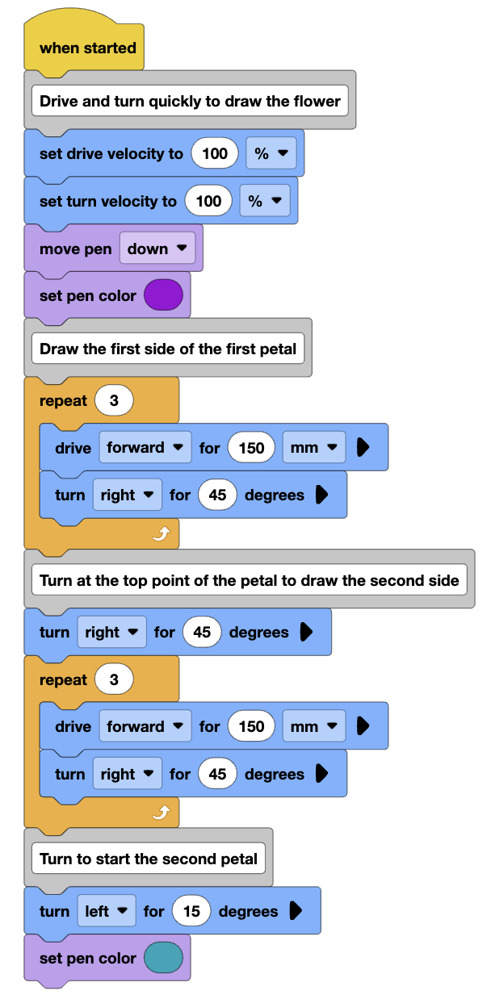 when started
Drive and turn quickly to draw the flower
set drive velocity to 100 %
set turn velocity to 100 %
move pen down
set pen color
Draw the first side of the first petal
repeat 3
drive forward for 150 mm
turn right for 45 degrees
Turn at the top point of the petal to draw the second side
turn right for 45 degrees
repeat 3
drive forward for 150 mm
turn right for 45 degrees
Turn to start the second petal
turn left for 15 degrees
set pen color